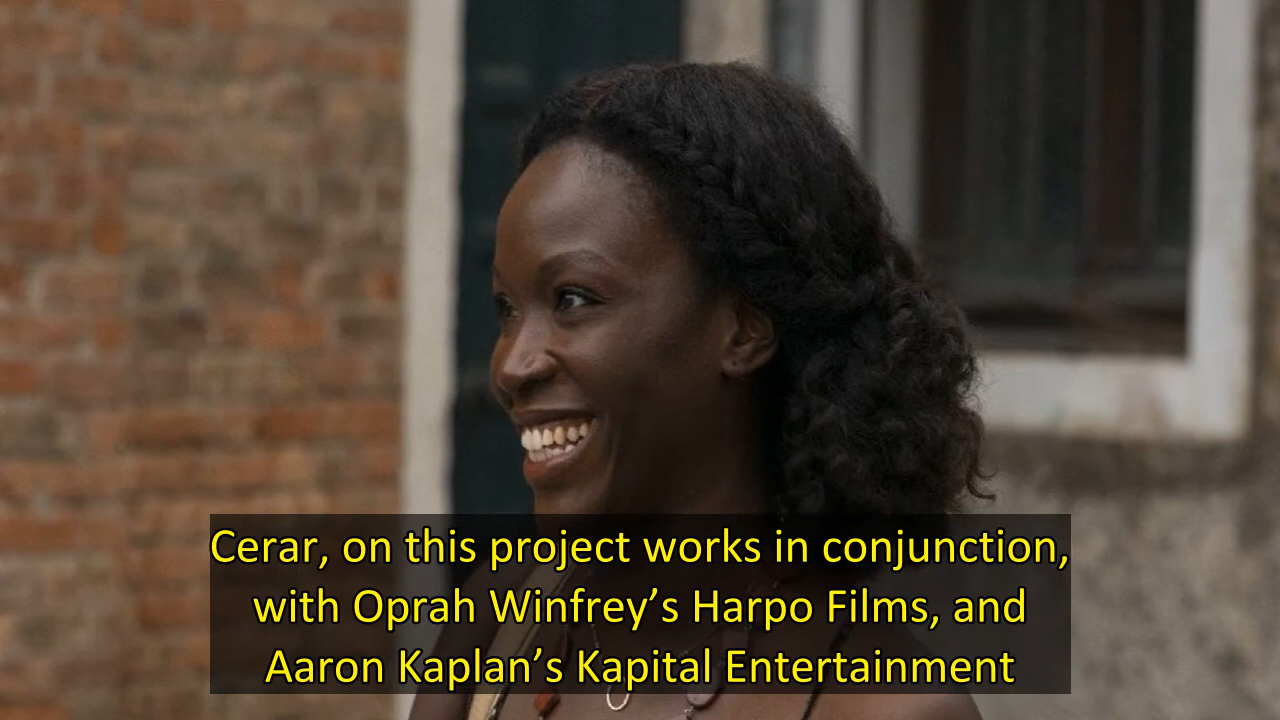 Cerar, on this project works in conjunction,
with Oprah Winfrey’s Harpo Films, and
Aaron Kaplan’s Kapital Entertainment